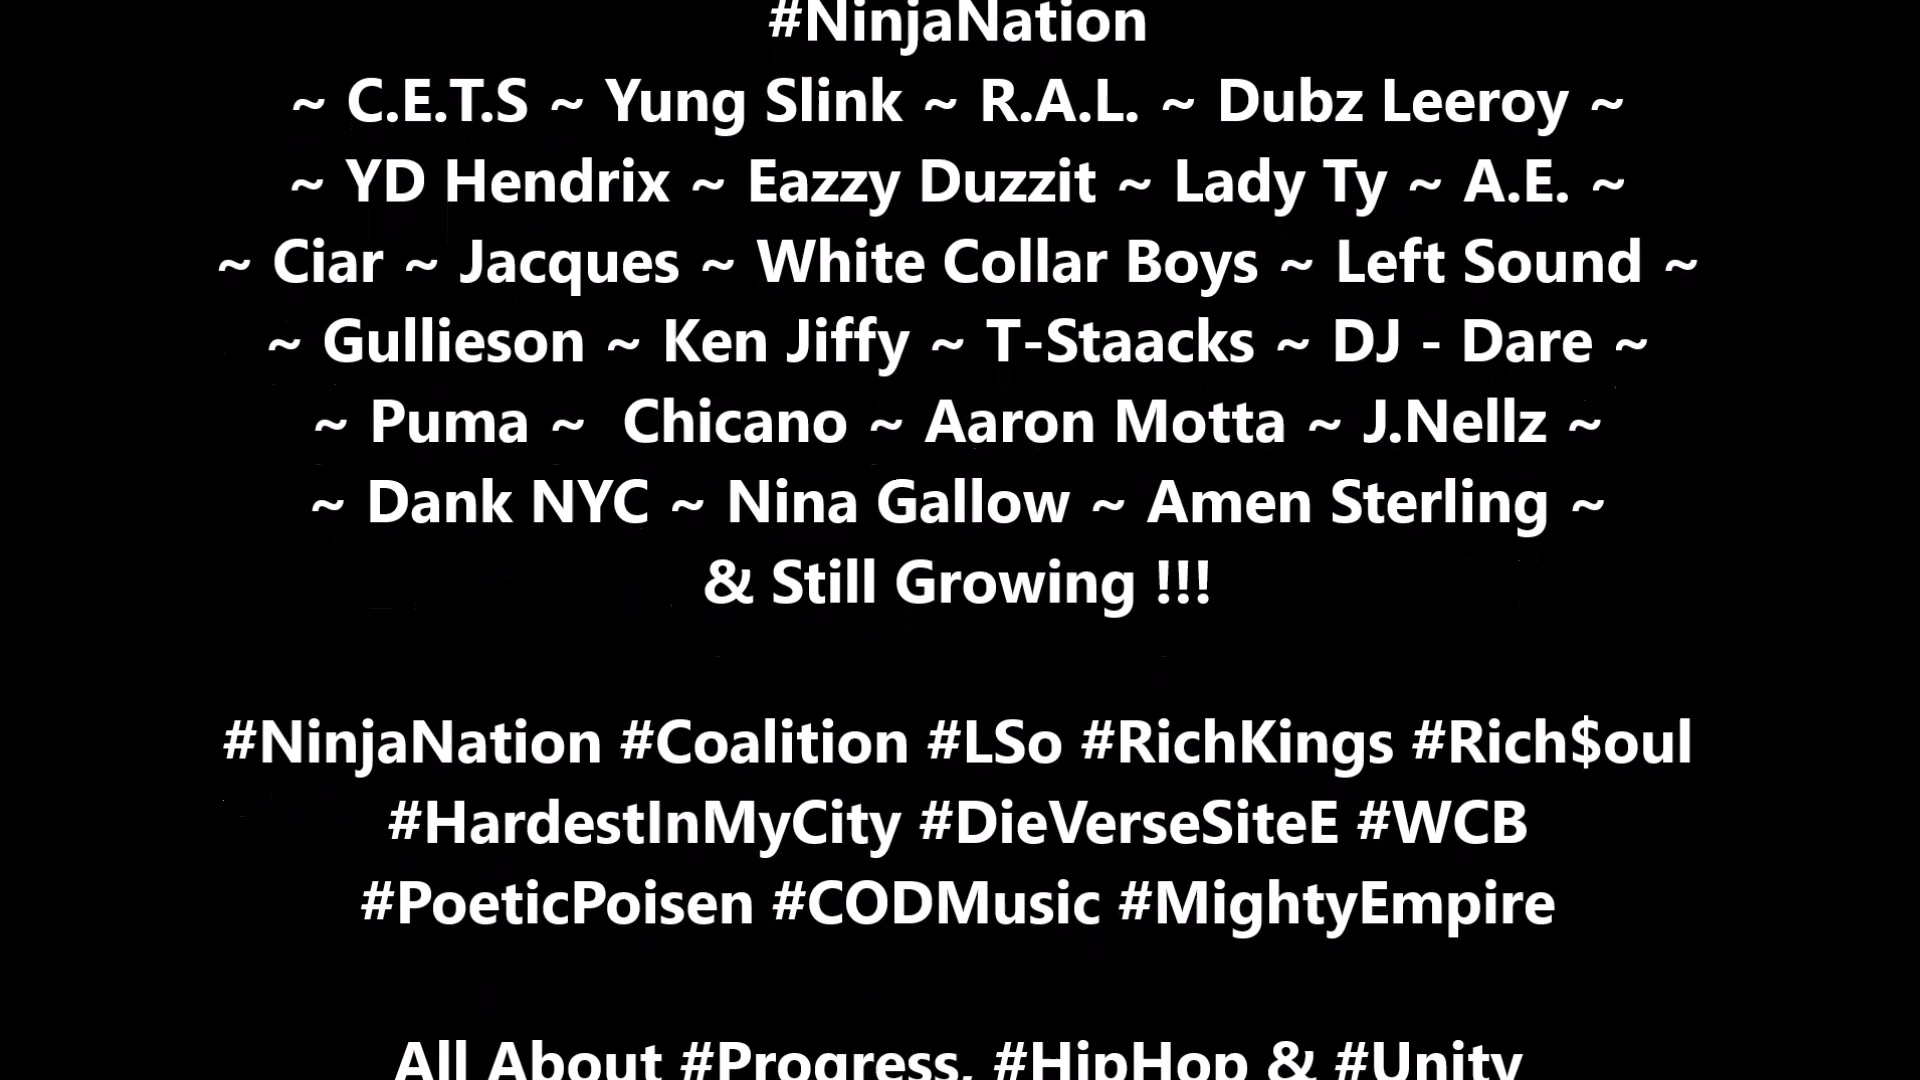 #NinjaNation
~ C.E.T.S ~ Yung Slink ~ R.A.L. ~ Dubz Leeroy ~
~ YD Hendrix ~ Eazzy Duzzit ~ Lady Ty ~ A.E. ~
~ Ciar ~ Jacques ~ White Collar Boys ~ Left Sound ~
~ Gullieson ~ Ken Jiffy ~ T-Staacks ~ DJ - Dare ~
~ Puma ~  Chicano ~ Aaron Motta ~ J.Nellz ~
~ Dank NYC ~ Nina Gallow ~ Amen Sterling ~
& Still Growing !!!
#NinjaNation #Coalition #LSo #RichKings #Rich$oul
#HardestInMyCity #DieVerseSiteE #WCB
#PoeticPoisen #CODMusic #MightyEmpire
All About #Progress, #HipHop & #Unity